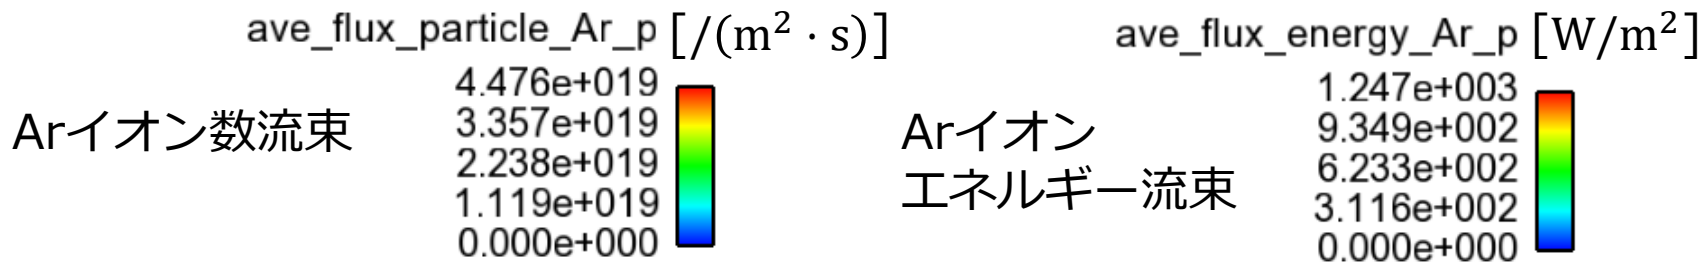 ave_flux_particle_Ar_p [/(m² · s)]
4.476e+019
3.357e+019
2.238e+019
1.119e+019
0.000e+000
Arイオン数流束
ave_flux_energy_Ar_p [W/m²]
1.247e+003
9.349e+002
6.233e+002
3.116e+002
0.000e+000
Arイオン
エネルギー流束